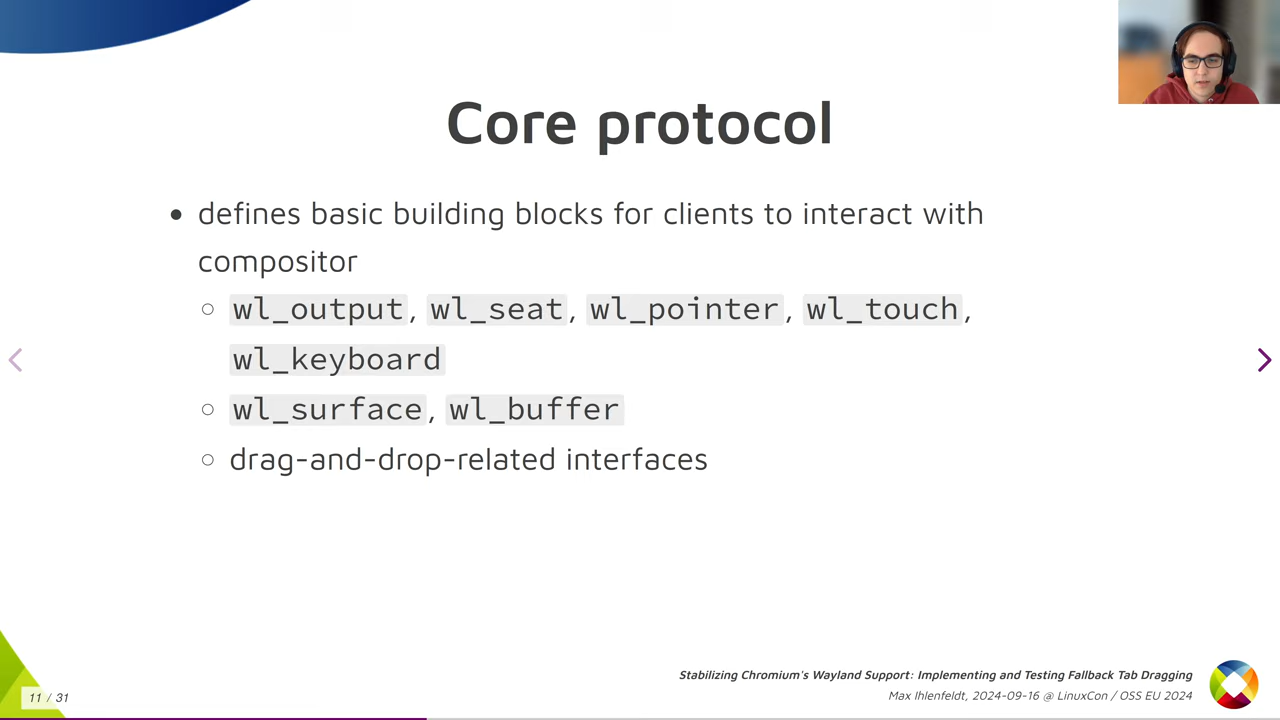 Core protocol
defines basic building blocks for clients to interact with
compositor
wl_output, wl_seat, wl_pointer, wl_touch,
wl_keyboard
wl_surface, wl_buffer
drag-and-drop-related interfaces
Stabilizing Chromium's Wayland Support: Implementing and Testing Fallback Tab Dragging
Max Ihlenfeldt, 2024-09-16 @ LinuxCon / OSS EU 2024
11 / 31